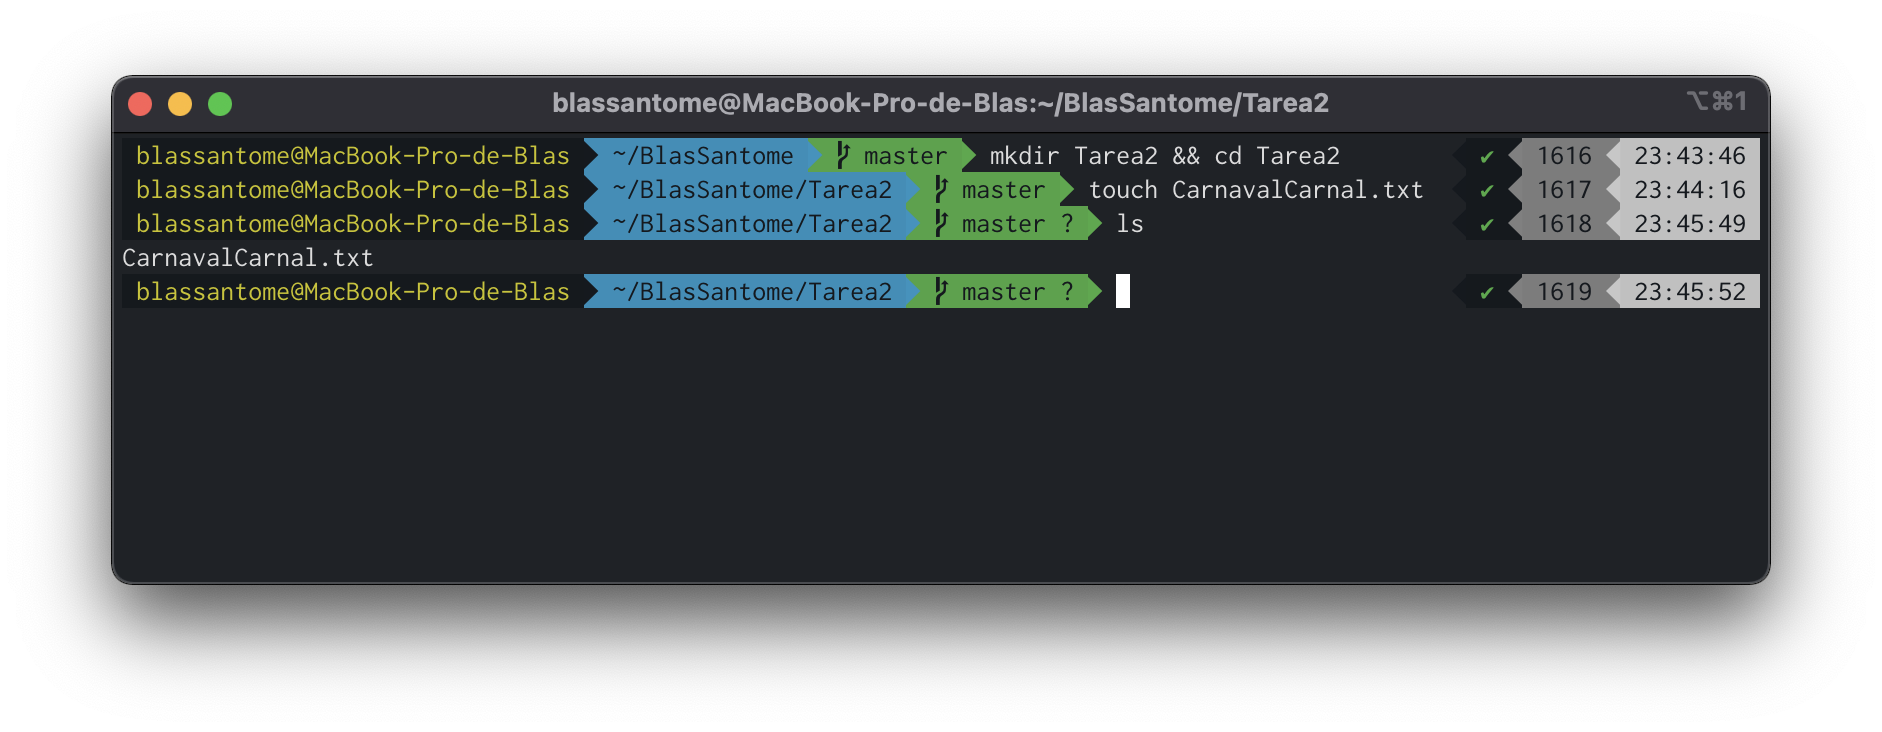 blassantome@MacBook-Pro-de-Blas:~/BlasSantome/Tarea2 ⌥⌘1
blassantome@MacBook-Pro-de-Blas ~/BlasSantome master mkdir Tarea2 && cd Tarea2 ✔ 1616 23:43:46
blassantome@MacBook-Pro-de-Blas ~/BlasSantome/Tarea2 master touch CarnavalCarnal.txt ✔ 1617 23:44:16
blassantome@MacBook-Pro-de-Blas ~/BlasSantome/Tarea2 master ? ls ✔ 1618 23:45:49
CarnavalCarnal.txt
blassantome@MacBook-Pro-de-Blas ~/BlasSantome/Tarea2 master ? ✔ 1619 23:45:52